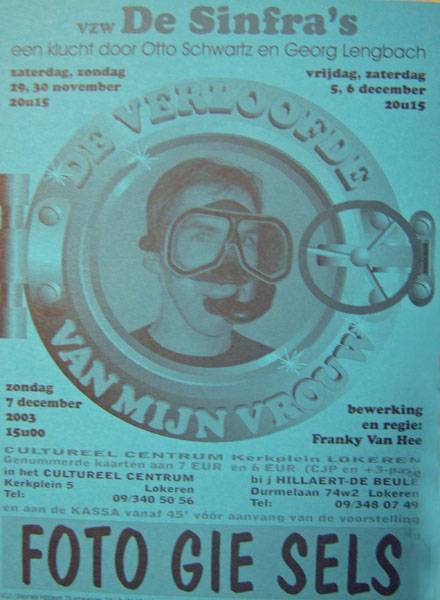 vzw De Sinfra's
een klucht door Otto Schwartz en Georg Lengbach
zaterdag, zondag
29, 30 november
20u15
vrijdag, zaterdag
5, 6 december
20u15
DE VERLOOFDE
VAN MIJN VROUW
zondag
7 december
2003
15u00
bewerking
en regie:
Franky Van Hee
CULTUREEL CENTRUM Kerkplein LOKEREN
Genummerde kaarten aan 7 EUR en 6 EUR (CJP en +3-pas
in het CULTUREEL CENTRUM
Kerkplein 5 Lokeren
Tel: 09/340 50 56
bij HILLAERT-DE BEULE
Durmelaan 74w2 Lokeren
Tel: 09/348 07 49
en aan de KASSA vanaf 45' vóór aanvang van de voorstelling
FOTO GIE SELS